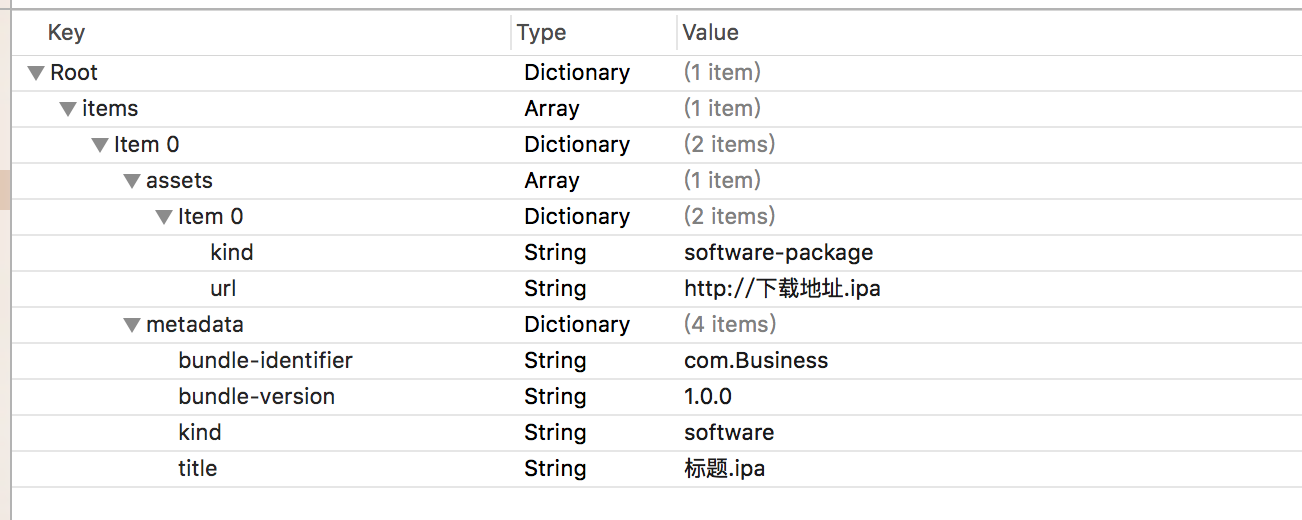 Key Type Value
Root Dictionary (1 item)
items Array (1 item)
Item 0 Dictionary (2 items)
assets Array (1 item)
Item 0 Dictionary (2 items)
kind String software-package
url String http://下载地址.ipa
metadata Dictionary (4 items)
bundle-identifier String com.Business
bundle-version String 1.0.0
kind String software
title String 标题.ipa